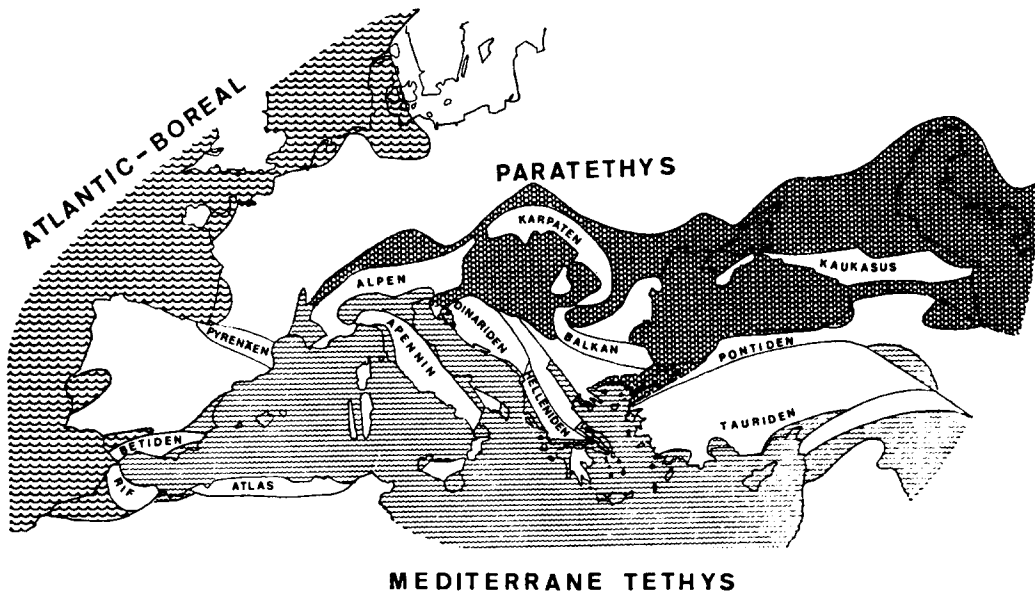 ATLANTIC-BOREAL
PARATETHYS
KARPATEN
KAUKASUS
ALPEN
DINARIDEN
APENNIN
PYRENÄEN
BALKAN
PONTIDEN
HELLENIDEN
TAURIDEN
BETIDEN
RIF
ATLAS
MEDITERRANE TETHYS